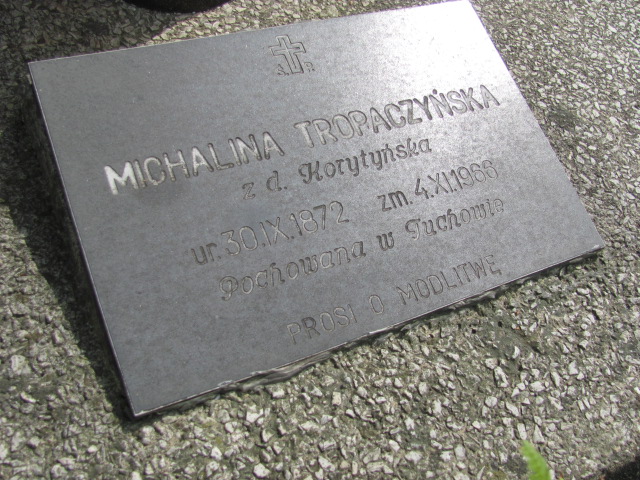 MICHALINA TROPACZYŃSKA
z d. Korytyńska
ur. 30.IX.1872 zm. 4.XI.1966
Pochowana w Tuchowie
PROSI O MODLITWĘ